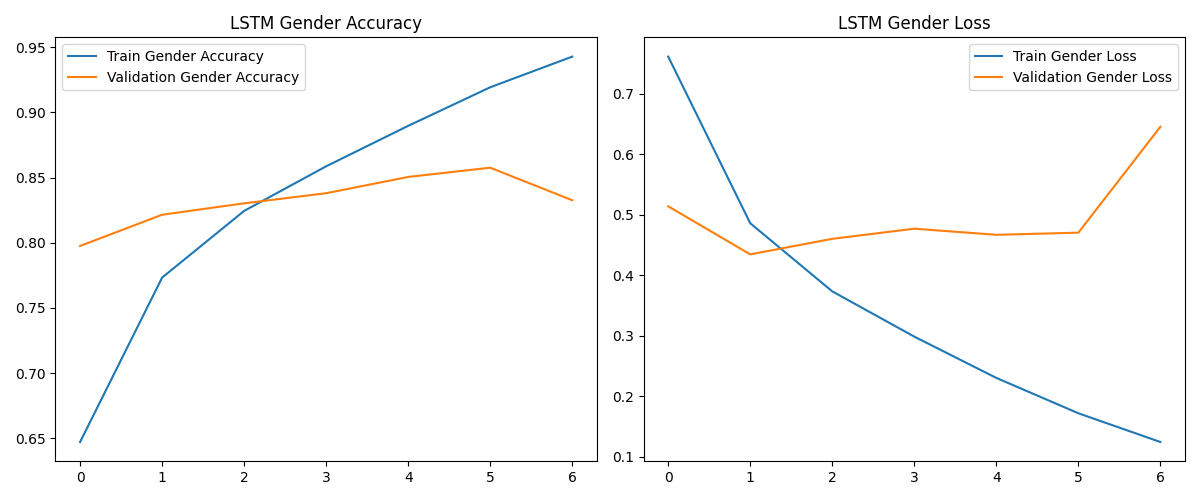 LSTM Gender Accuracy
Train Gender Accuracy
Validation Gender Accuracy
0.95
0.90
0.85
0.80
0.75
0.70
0.65
0 1 2 3 4 5 6
LSTM Gender Loss
Train Gender Loss
Validation Gender Loss
0.7
0.6
0.5
0.4
0.3
0.2
0.1
0 1 2 3 4 5 6